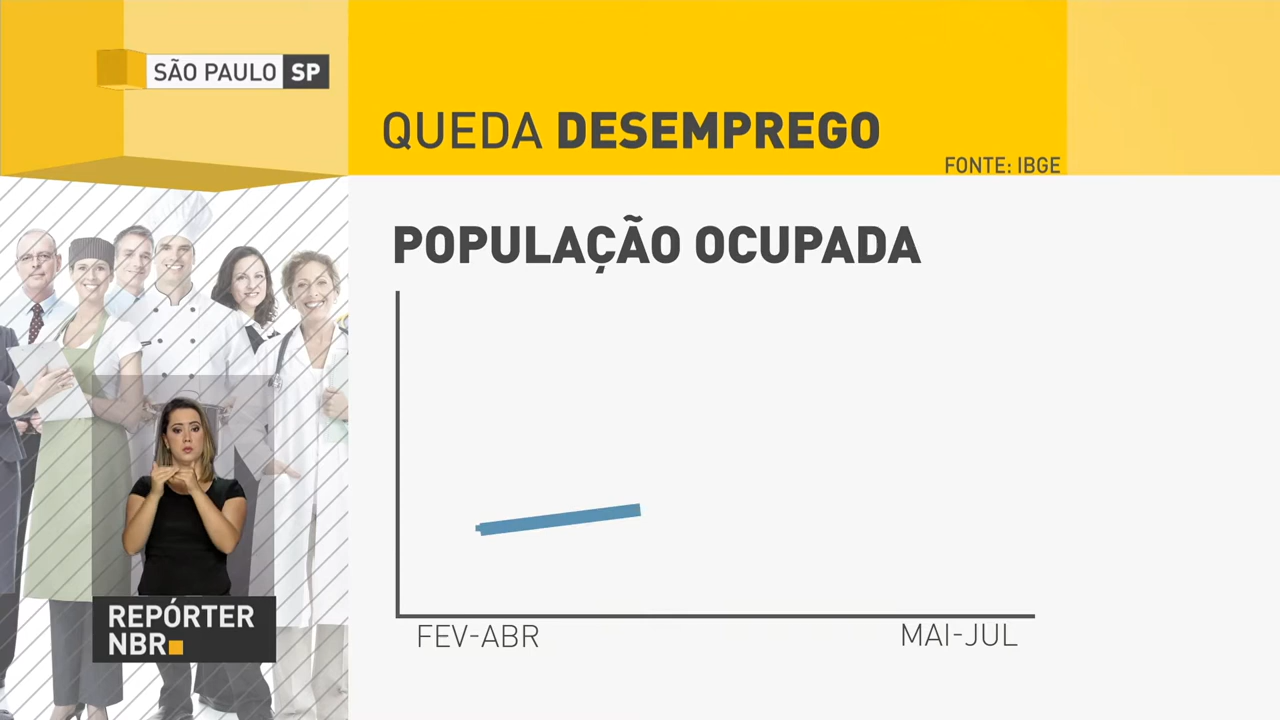 SÃO PAULO SP
QUEDA DESEMPREGO
FONTE: IBGE
POPULAÇÃO OCUPADA
FEV-ABR
MAI-JUL
REPÓRTER
NBR